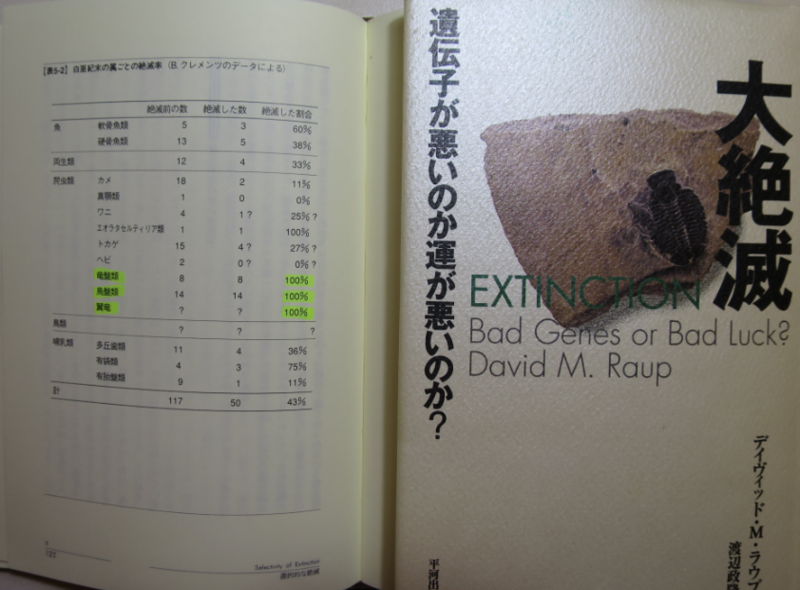 [表5-2] 白亜紀末の属ごとの絶滅率 (B.クレメンツのデータによる)
絶滅前の数 絶滅した数 絶滅した割合
魚 軟骨魚類 5 3 60%
硬骨魚類 13 5 38%
両生類 12 4 33%
爬虫類 カメ 18 2 11%
真顎類 1 0 0%
ワニ 4 1? 25%?
エオラタセルティリア類 1 1 100%
トカゲ 15 4? 27%?
ヘビ 2 0? 0%?
竜盤類 8 8 100%
鳥盤類 14 14 100%
翼竜 ? ? 100%
鳥類 ? ? ?
哺乳類 多丘歯類 11 4 36%
有袋類 4 3 75%
有胎盤類 9 1 11%
計 117 50 43%
Selectivity of Extinction
選択的な絶滅
大絶滅
遺伝子が悪いのか運が悪いのか?
EXTINCTION
Bad Genes or Bad Luck?
David M. Raup
デイヴィッド・M・ラウプ
渡辺政隆
平河出